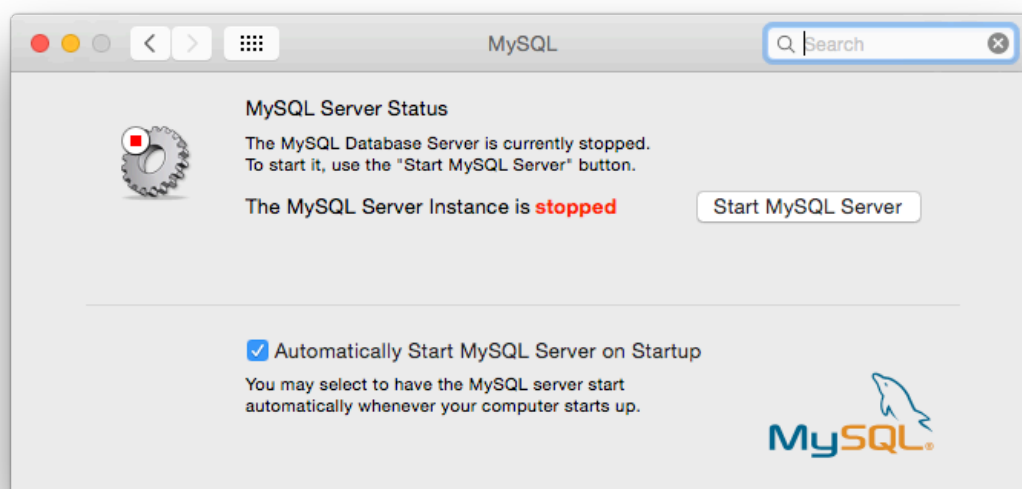 MySQL
Search
MySQL Server Status
The MySQL Database Server is currently stopped.
To start it, use the "Start MySQL Server" button.
The MySQL Server Instance is stopped
Start MySQL Server
Automatically Start MySQL Server on Startup
You may select to have the MySQL server start
automatically whenever your computer starts up.
MySQL®